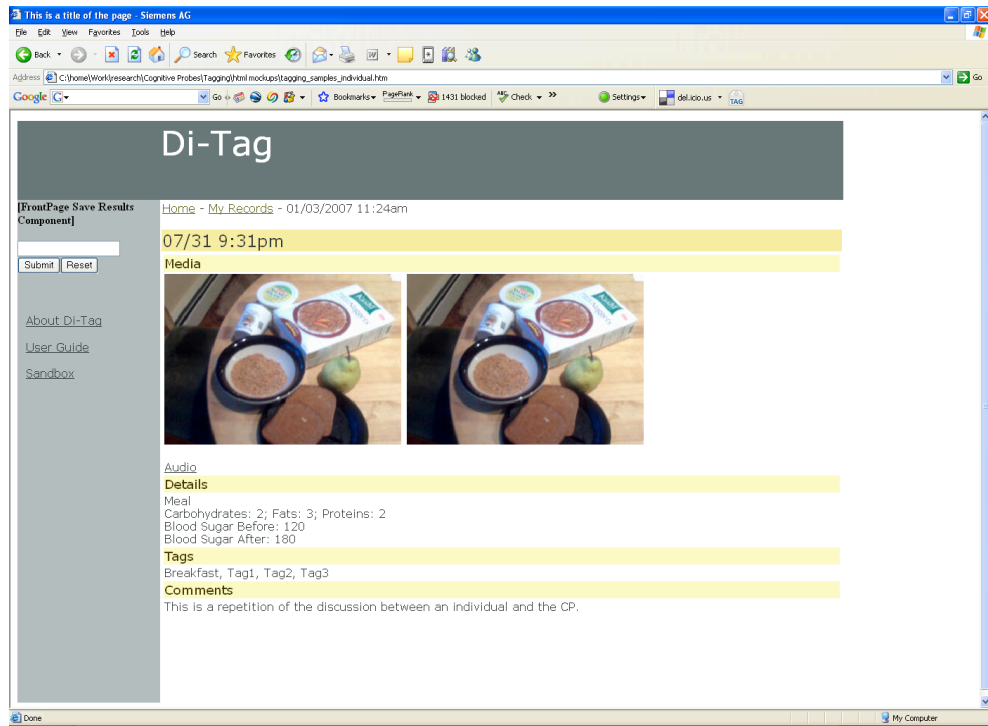 This is a title of the page - Siemens AG
File Edit View Favorites Tools Help
Back Search Favorites
Address C:\home\Work\research\Cognitive Probes\Tagging\html mockups\tagging_samples_individual.htm Go
Google G Go Bookmarks PageRank 1431 blocked ABC Check >> Settings del.icio.us TAG
Di-Tag
[FrontPage Save Results
Component]
Submit Reset
About Di-Tag
User Guide
Sandbox
Home - My Records - 01/03/2007 11:24am
07/31 9:31pm
Media
Kashi
Kashi
Audio
Details
Meal
Carbohydrates: 2; Fats: 3; Proteins: 2
Blood Sugar Before: 120
Blood Sugar After: 180
Tags
Breakfast, Tag1, Tag2, Tag3
Comments
This is a repetition of the discussion between an individual and the CP.
Done My Computer